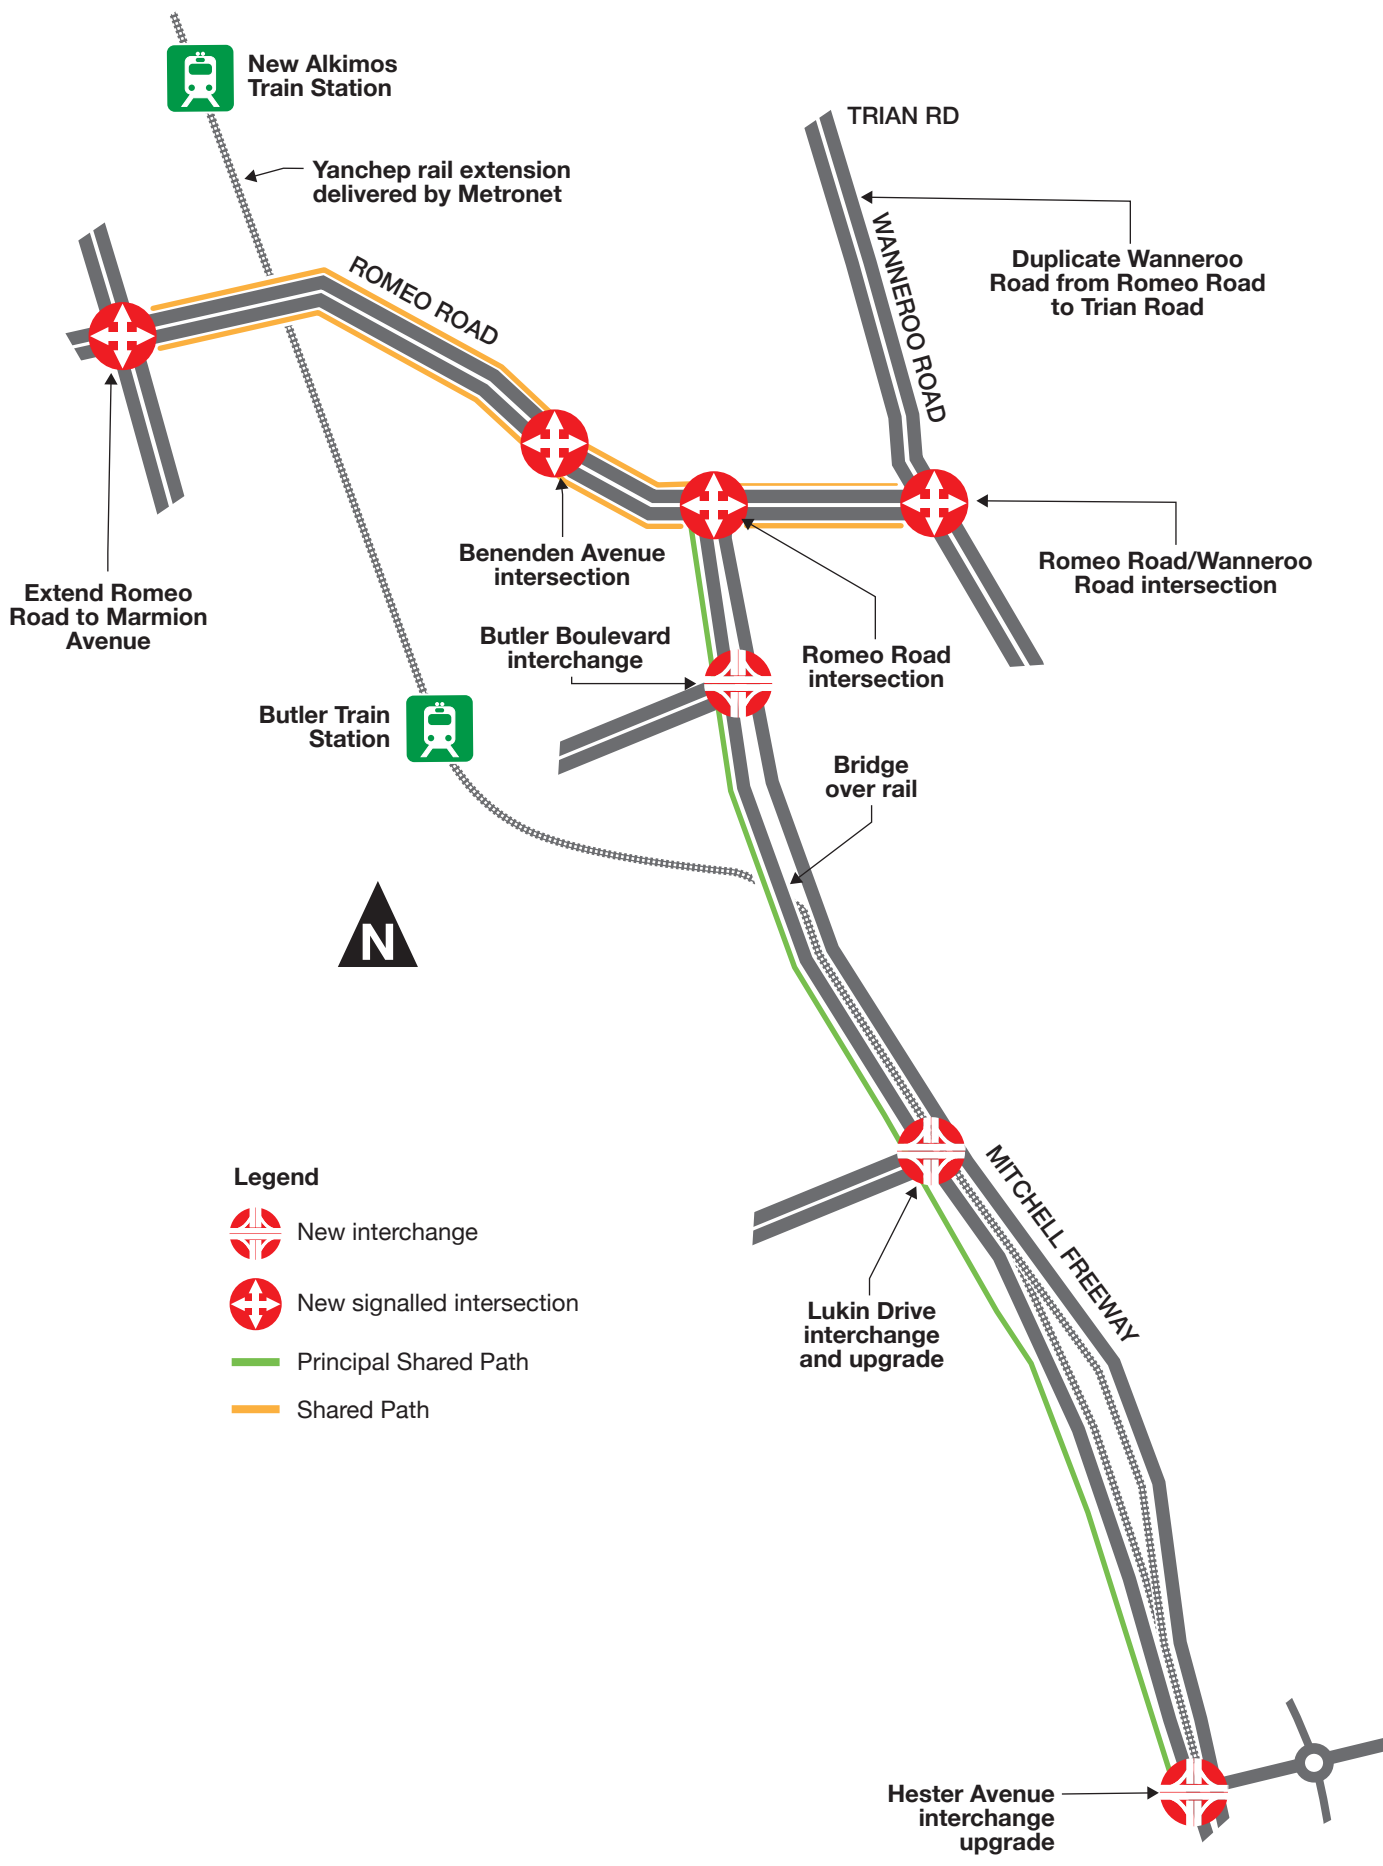 New Alkimos
Train Station
TRIAN RD
Yanchep rail extension
delivered by Metronet
WANNEROO ROAD
Duplicate Wanneroo
Road from Romeo Road
to Trian Road
ROMEO ROAD
Benenden Avenue
intersection
Romeo Road/Wanneroo
Road intersection
Extend Romeo
Road to Marmion
Avenue
Butler Boulevard
interchange
Romeo Road
intersection
Butler Train
Station
Bridge
over rail
N
MITCHELL FREEWAY
Legend
New interchange
New signalled intersection
Principal Shared Path
Shared Path
Lukin Drive
interchange
and upgrade
Hester Avenue
interchange
upgrade